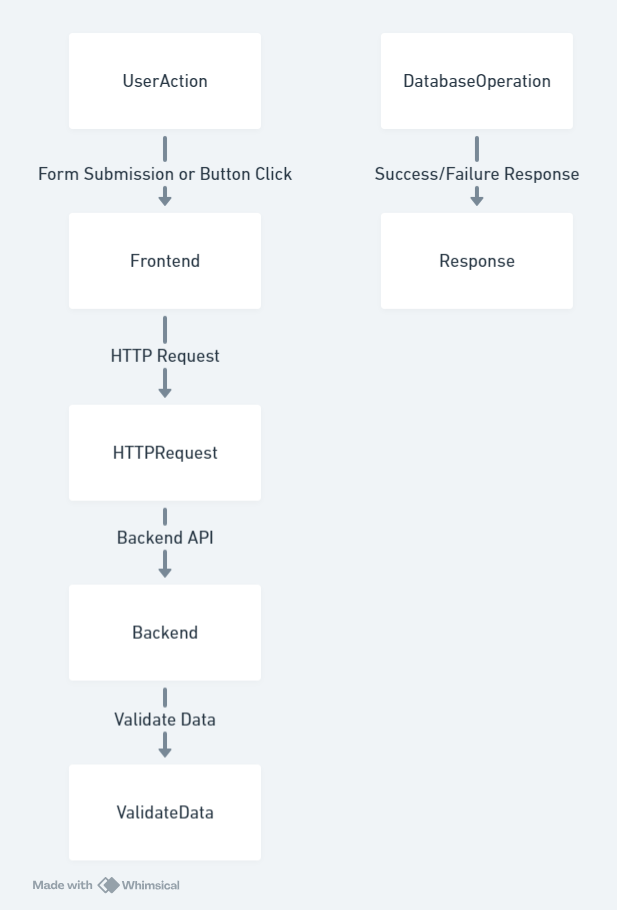 UserAction
Form Submission or Button Click
Frontend
HTTP Request
HTTPRequest
Backend API
Backend
Validate Data
ValidateData
DatabaseOperation
Success/Failure Response
Response
Made with Whimsical